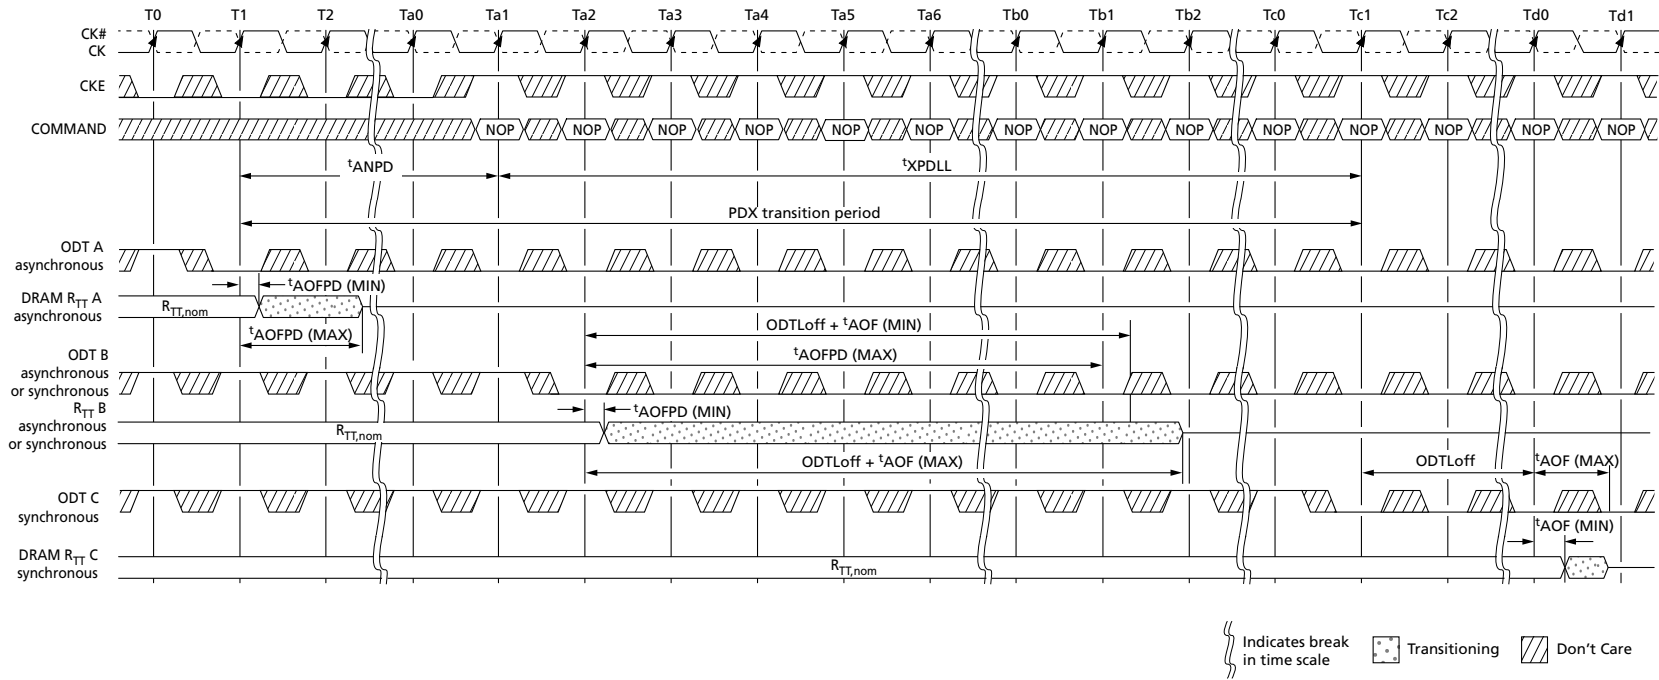 T0 T1 T2 Ta0 Ta1 Ta2 Ta3 Ta4 Ta5 Ta6 Tb0 Tb1 Tb2 Tc0 Tc1 Tc2 Td0 Td1
CK#
CK
CKE
COMMAND NOP NOP NOP NOP NOP NOP NOP NOP NOP NOP NOP NOP NOP NOP
tANPD tXPDLL
PDX transition period
ODT A
asynchronous
tAOFPD (MIN)
DRAM RTT A
asynchronous
RTT,nom
tAOFPD (MAX)
ODTLoff + tAOF (MIN)
tAOFPD (MAX)
ODT B
asynchronous
or synchronous
tAOFPD (MIN)
RTT B
asynchronous
or synchronous
RTT,nom
ODTLoff + tAOF (MAX)
ODTLoff tAOF (MAX)
ODT C
synchronous
tAOF (MIN)
DRAM RTT C
synchronous
RTT,nom
Indicates break
in time scale
Transitioning
Don't Care